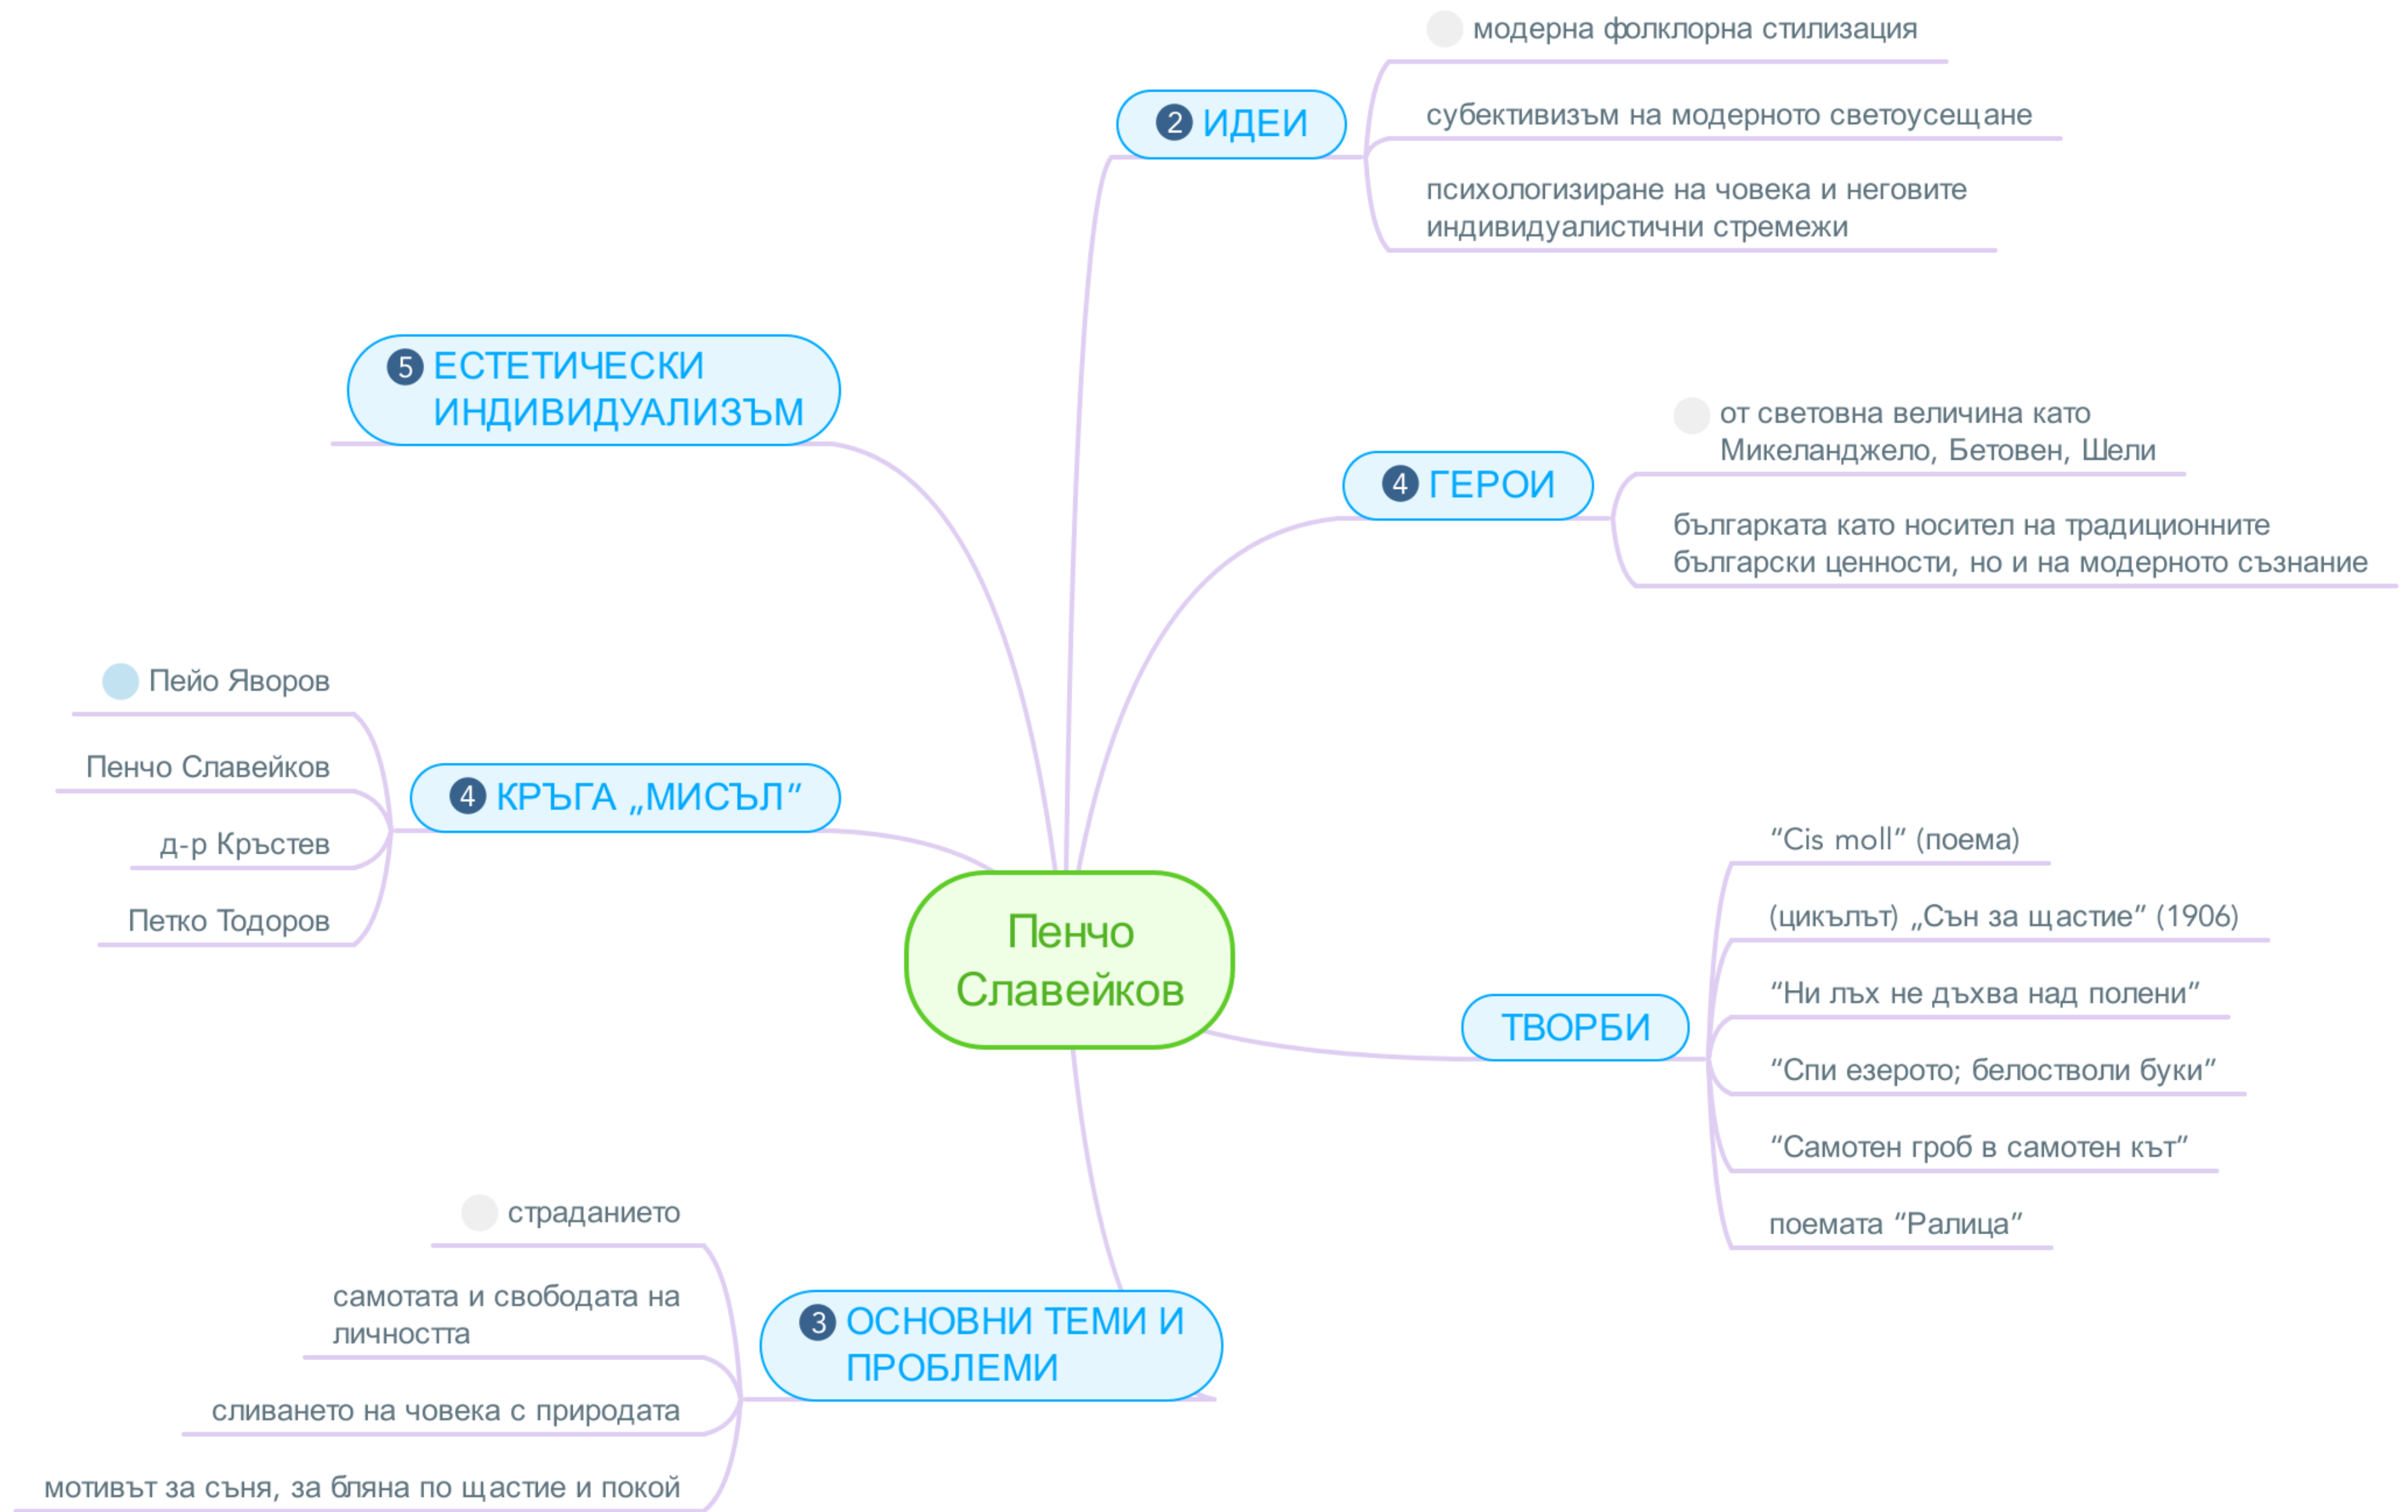 Пенчо
Славейков
2 ИДЕИ
модерна фолклорна стилизация
субективизъм на модерното светоусещане
психологизиране на човека и неговите
индивидуалистични стремежи
4 ГЕРОИ
от световна величина като
Микеланджело, Бетовен, Шели
българката като носител на традиционните
български ценности, но и на модерното съзнание
ТВОРБИ
“Cis moll” (поема)
(цикълът) „Сън за щастие” (1906)
“Ни лъх не дъхва над полени”
“Спи езерото; белостволи буки”
“Самотен гроб в самотен кът”
поемата “Ралица”
3 ОСНОВНИ ТЕМИ И
ПРОБЛЕМИ
страданието
самотата и свободата на
личността
сливането на човека с природата
мотивът за съня, за бляна по щастие и покой
4 КРЪГА „МИСЪЛ”
Пейо Яворов
Пенчо Славейков
д-р Кръстев
Петко Тодоров
5 ЕСТЕТИЧЕСКИ
ИНДИВИДУАЛИЗЪМ